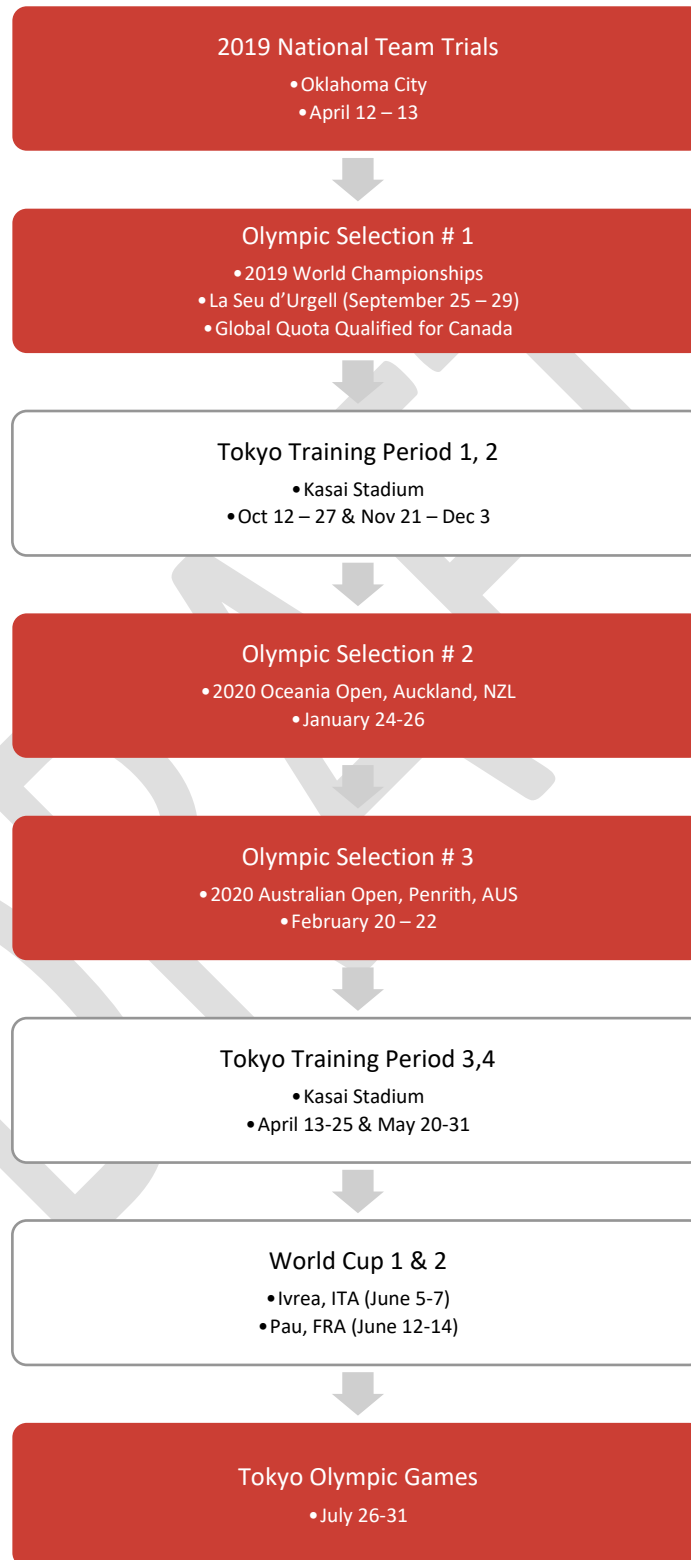 2019 National Team Trials
•Oklahoma City
•April 12 – 13
Olympic Selection # 1
•2019 World Championships
•La Seu d’Urgell (September 25 – 29)
•Global Quota Qualified for Canada
Tokyo Training Period 1, 2
•Kasai Stadium
•Oct 12 – 27 & Nov 21 – Dec 3
Olympic Selection # 2
•2020 Oceania Open, Auckland, NZL
•January 24-26
Olympic Selection # 3
•2020 Australian Open, Penrith, AUS
•February 20 – 22
Tokyo Training Period 3,4
•Kasai Stadium
•April 13-25 & May 20-31
World Cup 1 & 2
•Ivrea, ITA (June 5-7)
•Pau, FRA (June 12-14)
Tokyo Olympic Games
•July 26-31